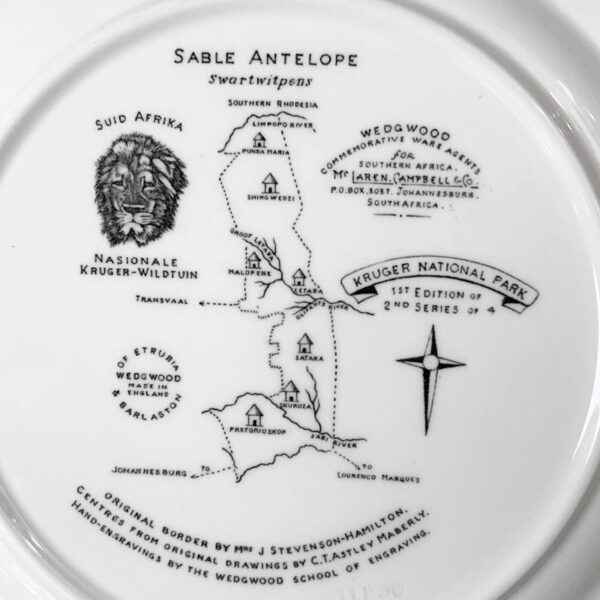 SABLE ANTELOPE
Swartwitpens
SUID AFRIKA
NASIONALE
KRUGER-WILDTUIN
SOUTHERN RHODESIA
LIMPOPO RIVER
PUNDA MARIA
SHINGWEDZI
GROOT LETABA
MALOPENE
LETABA
OLIFANTS RIVER
TRANSVAAL
SATARA
SKUKUZA
PRETORIUSKOP
SABI RIVER
JOHANNESBURG
TO
TO
LOURENCO MARQUES
WEDGWOOD
COMMEMORATIVE WARE AGENTS
for
SOUTHERN AFRICA.
Mc LAREN, CAMPBELL & Co.
P.O. BOX. 5087. JOHANNESBURG.
SOUTH AFRICA.
KRUGER NATIONAL PARK
1ST EDITION OF
2ND SERIES OF 4
OF ETRURIA
WEDGWOOD
MADE IN
ENGLAND
& BARLASTON
ORIGINAL BORDER BY MRS J STEVENSON-HAMILTON.
CENTRES FROM ORIGINAL DRAWINGS BY C.T. ASTLEY MABERLY.
HAND-ENGRAVINGS BY THE WEDGWOOD SCHOOL OF ENGRAVING.